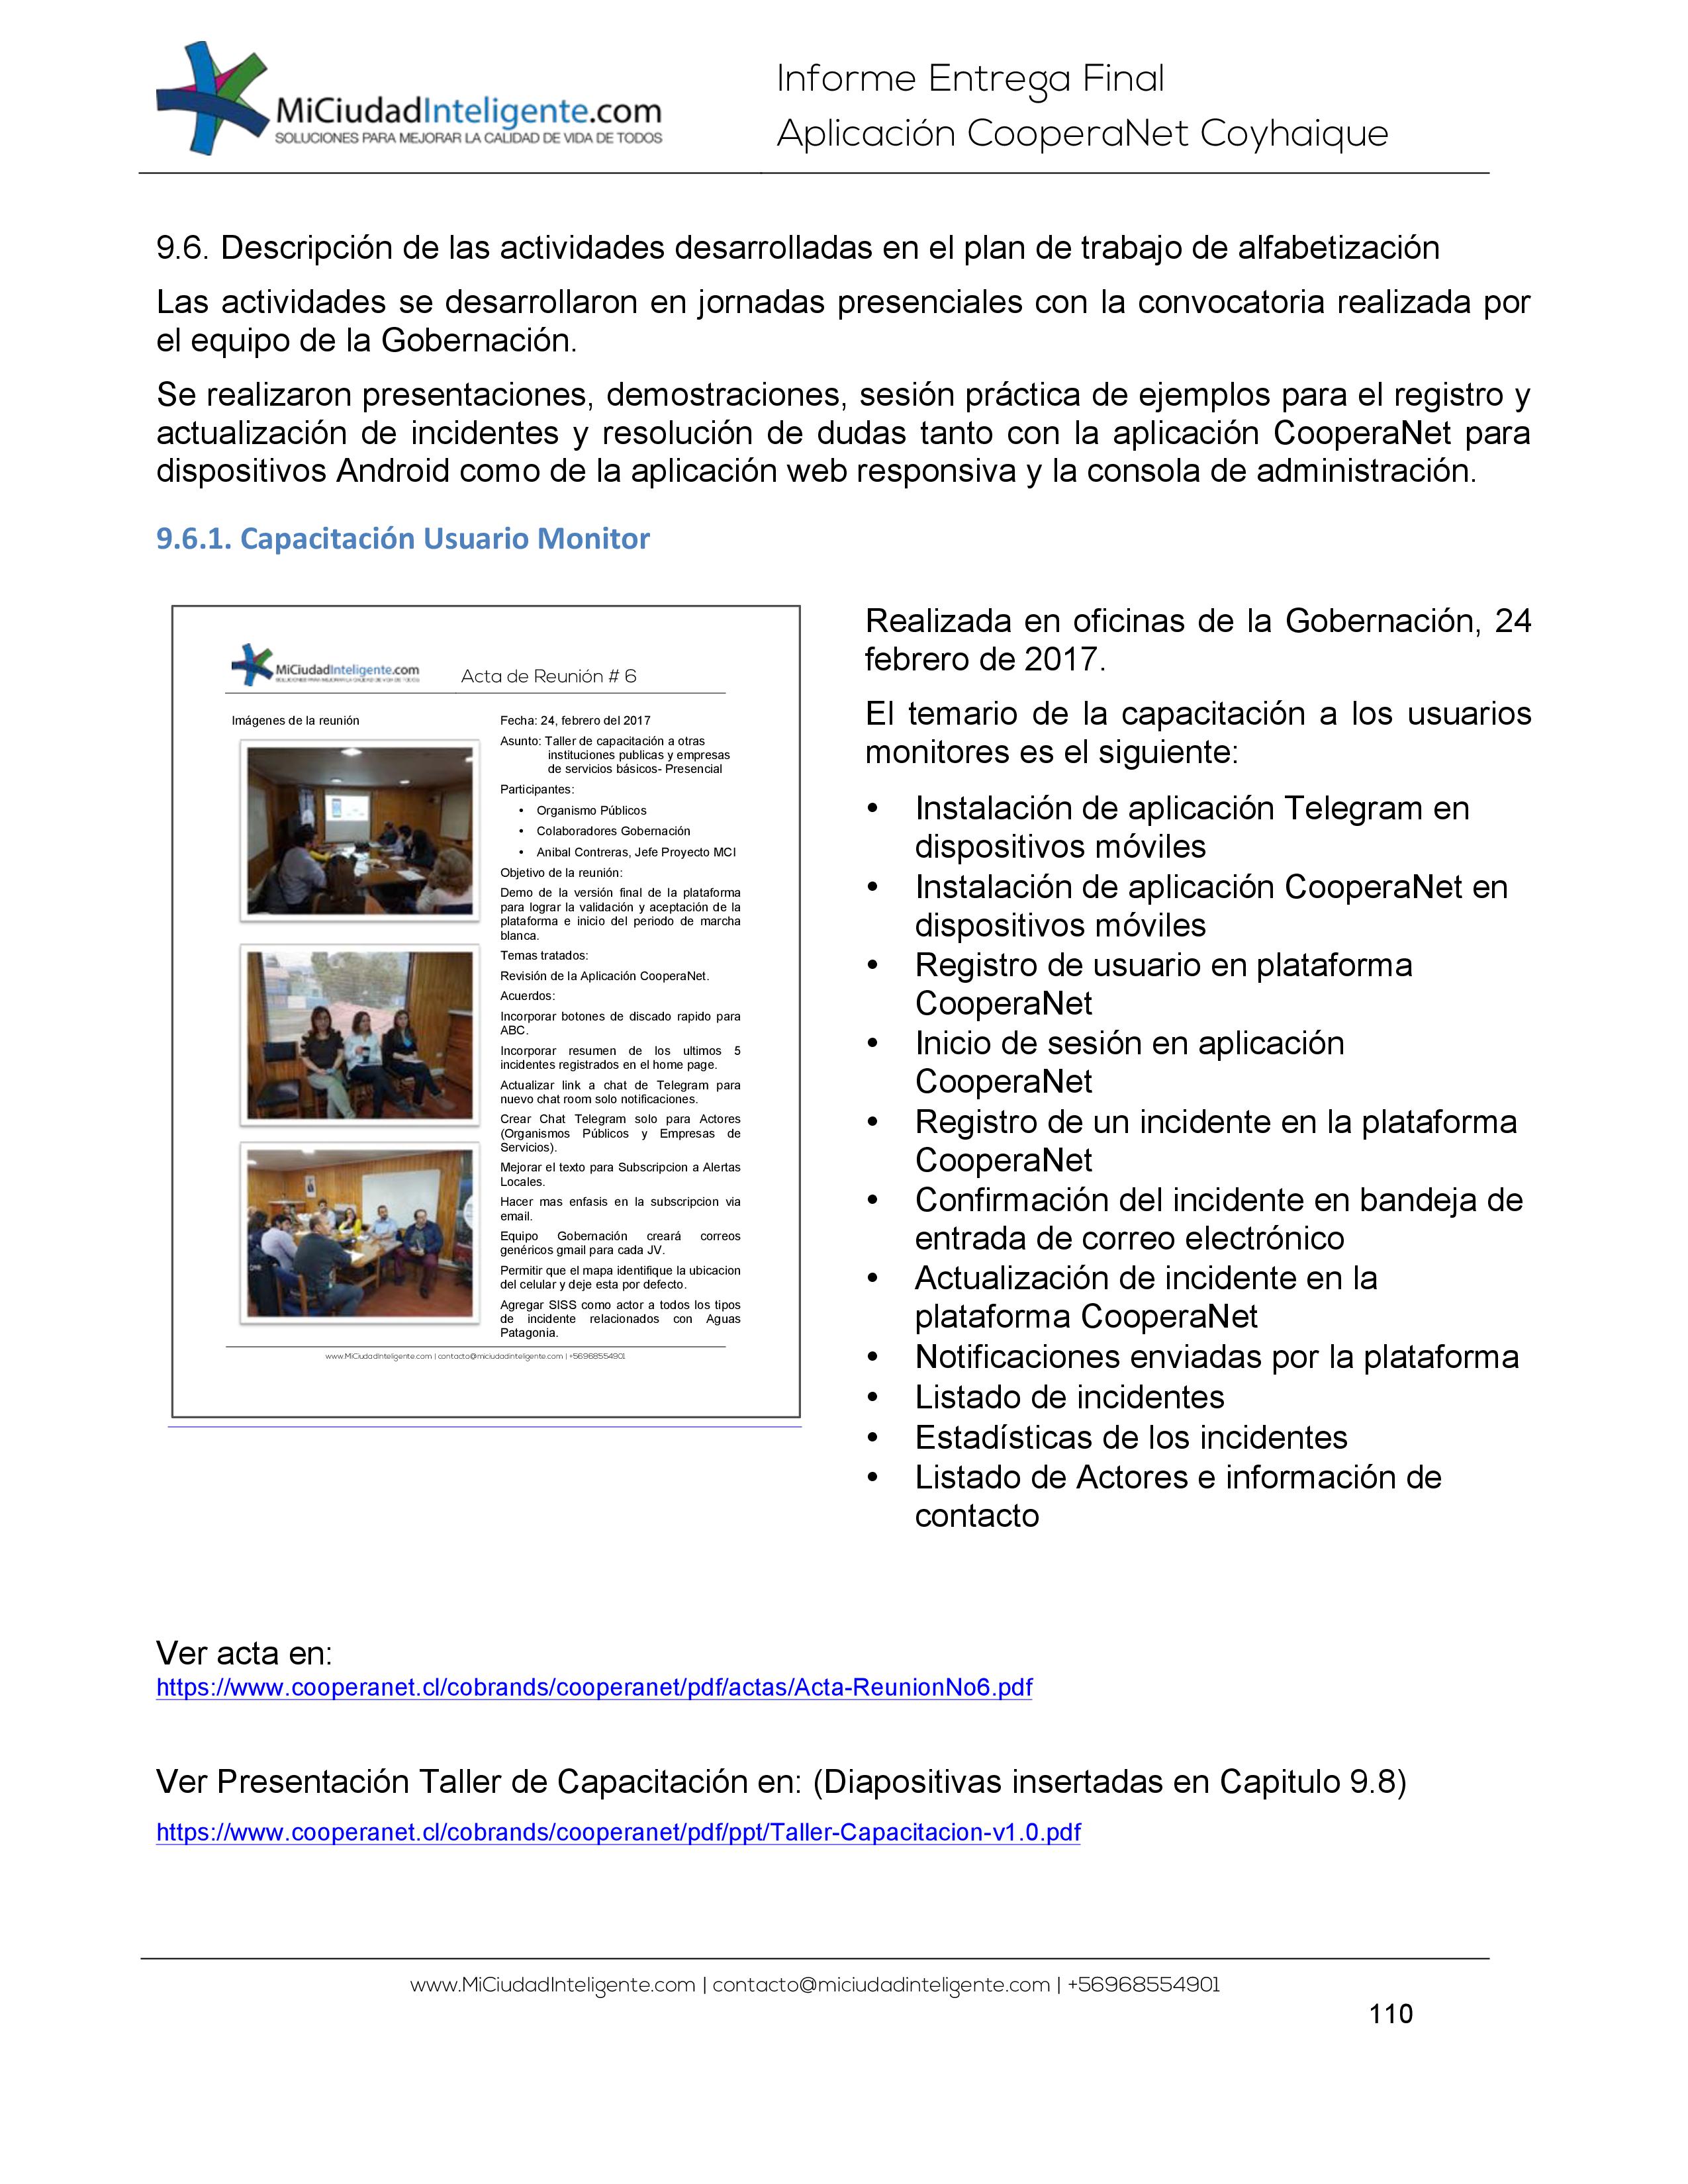 MiCiudadInteligente.com
SOLUCIONES PARA MEJORAR LA CALIDAD DE VIDA DE TODOS
Informe Entrega Final
Aplicación CooperaNet Coyhaique
9.6. Descripción de las actividades desarrolladas en el plan de trabajo de alfabetización
Las actividades se desarrollaron en jornadas presenciales con la convocatoria realizada por
el equipo de la Gobernación.
Se realizaron presentaciones, demostraciones, sesión práctica de ejemplos para el registro y
actualización de incidentes y resolución de dudas tanto con la aplicación CooperaNet para
dispositivos Android como de la aplicación web responsiva y la consola de administración.
9.6.1. Capacitación Usuario Monitor
MiCiudadInteligente.com
SOLUCIONES PARA MEJORAR LA CALIDAD DE VIDA DE TODOS
Acta de Reunión # 6
Imágenes de la reunión
Fecha: 24, febrero del 2017
Asunto: Taller de capacitación a otras
instituciones publicas y empresas
de servicios básicos- Presencial
Participantes:
• Organismo Públicos
• Colaboradores Gobernación
• Anibal Contreras, Jefe Proyecto MCI
Objetivo de la reunión:
Demo de la versión final de la plataforma
para lograr la validación y aceptación de la
plataforma e inicio del periodo de marcha
blanca.
Temas tratados:
Revisión de la Aplicación CooperaNet.
Acuerdos:
Incorporar botones de discado rapido para
ABC.
Incorporar resumen de los ultimos 5
incidentes registrados en el home page.
Actualizar link a chat de Telegram para
nuevo chat room solo notificaciones.
Crear Chat Telegram solo para Actores
(Organismos Públicos y Empresas de
Servicios).
Mejorar el texto para Subscripcion a Alertas
Locales.
Hacer mas enfasis en la subscripcion via
email.
Equipo Gobernación creará correos
genéricos gmail para cada JV.
Permitir que el mapa identifique la ubicacion
del celular y deje esta por defecto.
Agregar SISS como actor a todos los tipos
de incidente relacionados con Aguas
Patagonia.
www.MiCiudadInteligente.com | contacto@miciudadinteligente.com | +56968554901
Realizada en oficinas de la Gobernación, 24
febrero de 2017.
El temario de la capacitación a los usuarios
monitores es el siguiente:
• Instalación de aplicación Telegram en
dispositivos móviles
• Instalación de aplicación CooperaNet en
dispositivos móviles
• Registro de usuario en plataforma
CooperaNet
• Inicio de sesión en aplicación
CooperaNet
• Registro de un incidente en la plataforma
CooperaNet
• Confirmación del incidente en bandeja de
entrada de correo electrónico
• Actualización de incidente en la
plataforma CooperaNet
• Notificaciones enviadas por la plataforma
• Listado de incidentes
• Estadísticas de los incidentes
• Listado de Actores e información de
contacto
Ver acta en:
https://www.cooperanet.cl/cobrands/cooperanet/pdf/actas/Acta-ReunionNo6.pdf
Ver Presentación Taller de Capacitación en: (Diapositivas insertadas en Capitulo 9.8)
https://www.cooperanet.cl/cobrands/cooperanet/pdf/ppt/Taller-Capacitacion-v1.0.pdf
www.MiCiudadInteligente.com | contacto@miciudadinteligente.com | +56968554901
110